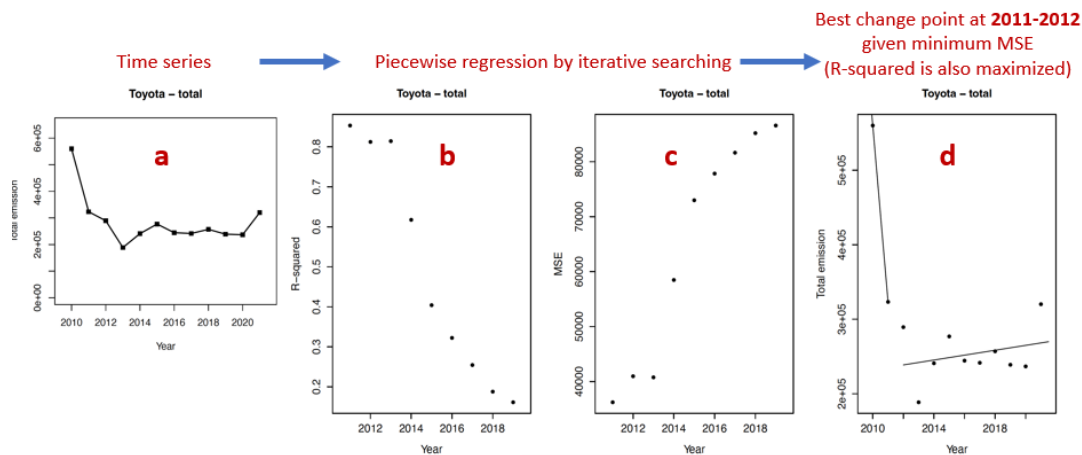 Best change point at 2011-2012
given minimum MSE
(R-squared is also maximized)
Time series
Piecewise regression by iterative searching
Toyota – total
Toyota – total
Toyota – total
Toyota – total
a
b
c
d
Total emission
0e+00
2e+05
4e+05
6e+05
2010
2012
2014
2016
2018
2020
Year
R-squared
0.2
0.3
0.4
0.5
0.6
0.7
0.8
2012
2014
2016
2018
Year
MSE
40000
50000
60000
70000
80000
2012
2014
2016
2018
Year
Total emission
2e+05
3e+05
4e+05
5e+05
2010
2014
2018
Year